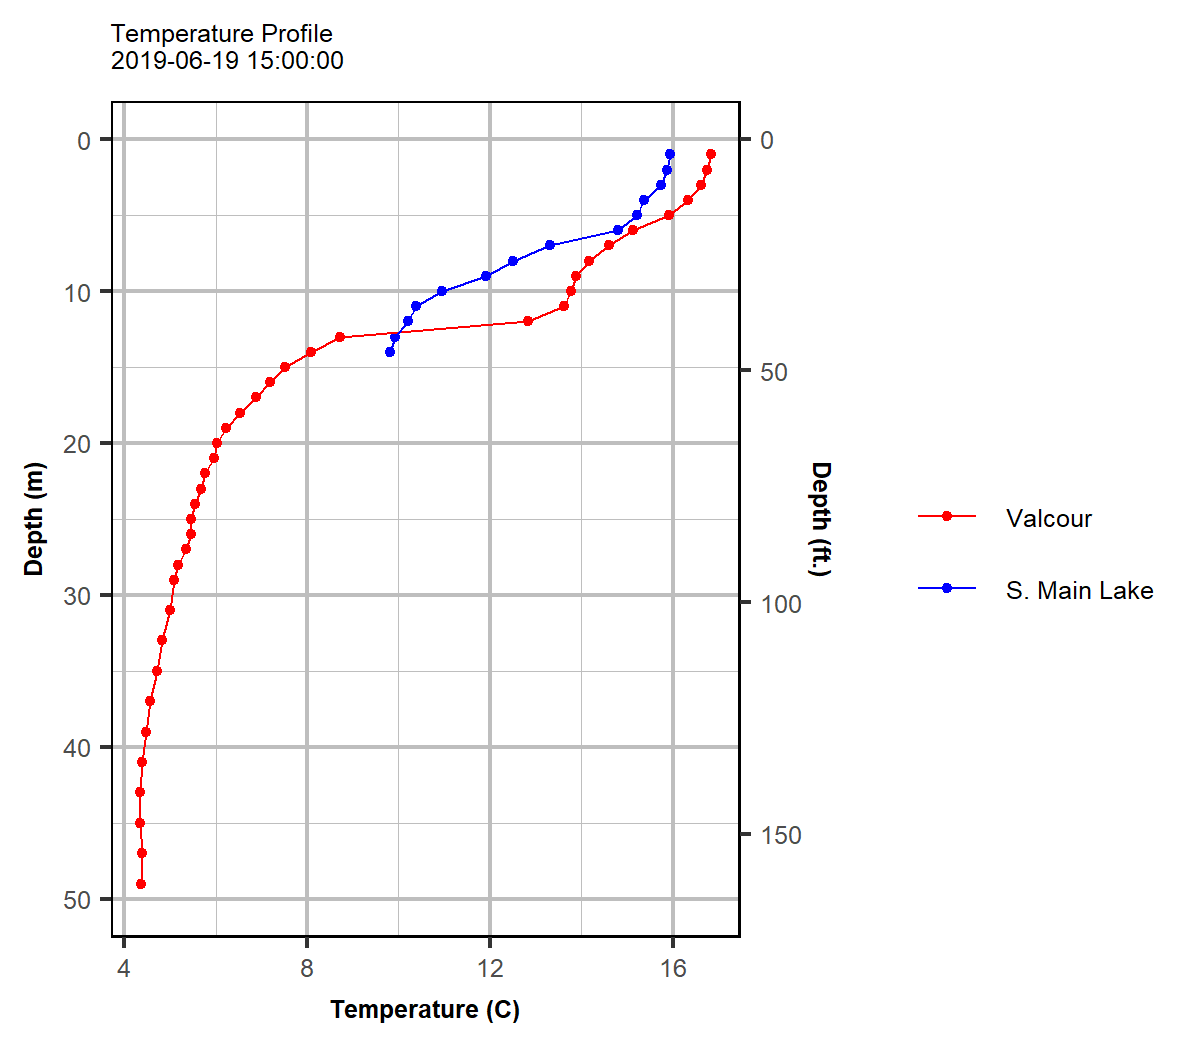 Temperature Profile
2019-06-19 15:00:00
0
10
20
30
40
50
Depth (m)
0
50
100
150
Depth (ft.)
4 8 12 16
Temperature (C)
Valcour
S. Main Lake